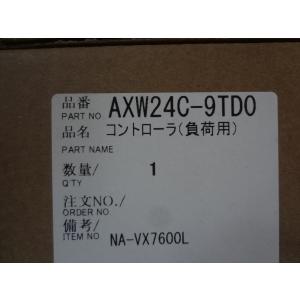 品番 AXW24C-9TD0
PART NO
品名 コントローラ(負荷用)
PART NAME
数量/ 1
Q'TY
注文NO./
ORDER NO.
備考/
ITEM NO NA-VX7600L